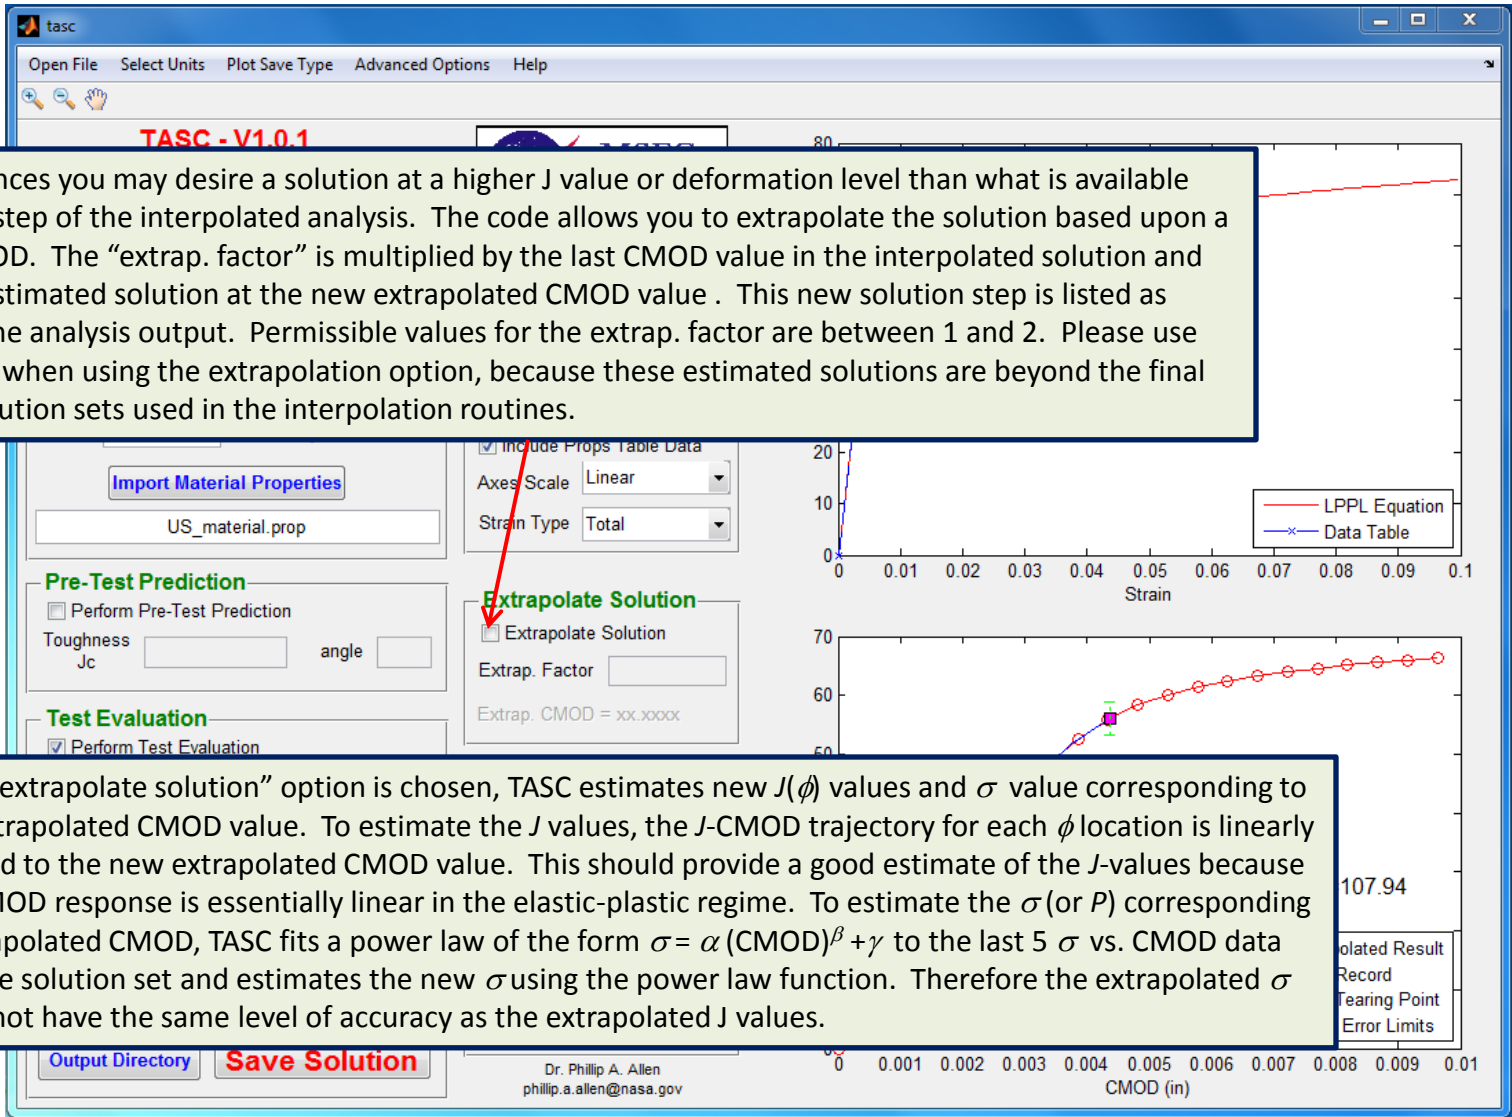 tasc
Open File Select Units Plot Save Type Advanced Options Help
TASC - V1.0.1
80
nces you may desire a solution at a higher J value or deformation level than what is available
step of the interpolated analysis. The code allows you to extrapolate the solution based upon a
OD. The “extrap. factor” is multiplied by the last CMOD value in the interpolated solution and
stimated solution at the new extrapolated CMOD value . This new solution step is listed as
ne analysis output. Permissible values for the extrap. factor are between 1 and 2. Please use
when using the extrapolation option, because these estimated solutions are beyond the final
ution sets used in the interpolation routines.
Include Props Table Data
Import Material Properties
US_material.prop
Axes Scale Linear
Strain Type Total
20
10
0
LPPL Equation
Data Table
0 0.01 0.02 0.03 0.04 0.05 0.06 0.07 0.08 0.09 0.1
Strain
Pre-Test Prediction
Perform Pre-Test Prediction
Toughness
Jc
angle
Extrapolate Solution
Extrapolate Solution
Extrap. Factor
Extrap. CMOD = xx.xxxx
Test Evaluation
Perform Test Evaluation
70
60
50
extrapolate solution” option is chosen, TASC estimates new J(ϕ) values and σ value corresponding to
trapolated CMOD value. To estimate the J values, the J-CMOD trajectory for each ϕ location is linearly
d to the new extrapolated CMOD value. This should provide a good estimate of the J-values because
MOD response is essentially linear in the elastic-plastic regime. To estimate the σ (or P) corresponding
apolated CMOD, TASC fits a power law of the form σ = α (CMOD)^β + γ to the last 5 σ vs. CMOD data
e solution set and estimates the new σ using the power law function. Therefore the extrapolated σ
not have the same level of accuracy as the extrapolated J values.
107.94
olated Result
Record
Tearing Point
Error Limits
Output Directory
Save Solution
Dr. Phillip A. Allen
phillip.a.allen@nasa.gov
0 0.001 0.002 0.003 0.004 0.005 0.006 0.007 0.008 0.009 0.01
CMOD (in)